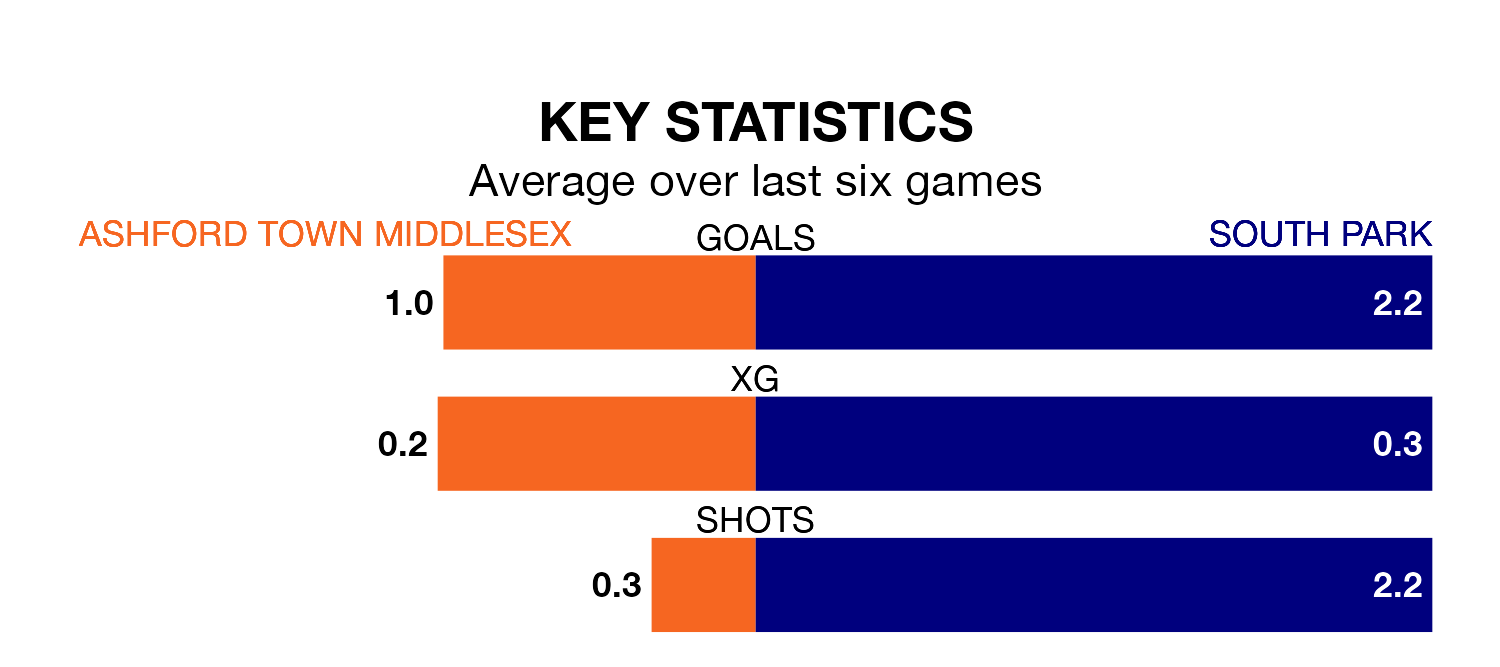 KEY STATISTICS
Average over last six games
ASHFORD TOWN MIDDLESEX GOALS SOUTH PARK
1.0 2.2
XG
0.2 0.3
SHOTS
0.3 2.2